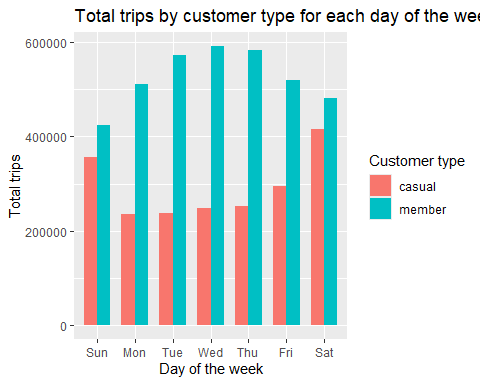 Total trips by customer type for each day of the wee
600000
400000
200000
0
Total trips
Sun Mon Tue Wed Thu Fri Sat
Day of the week
Customer type
casual
member